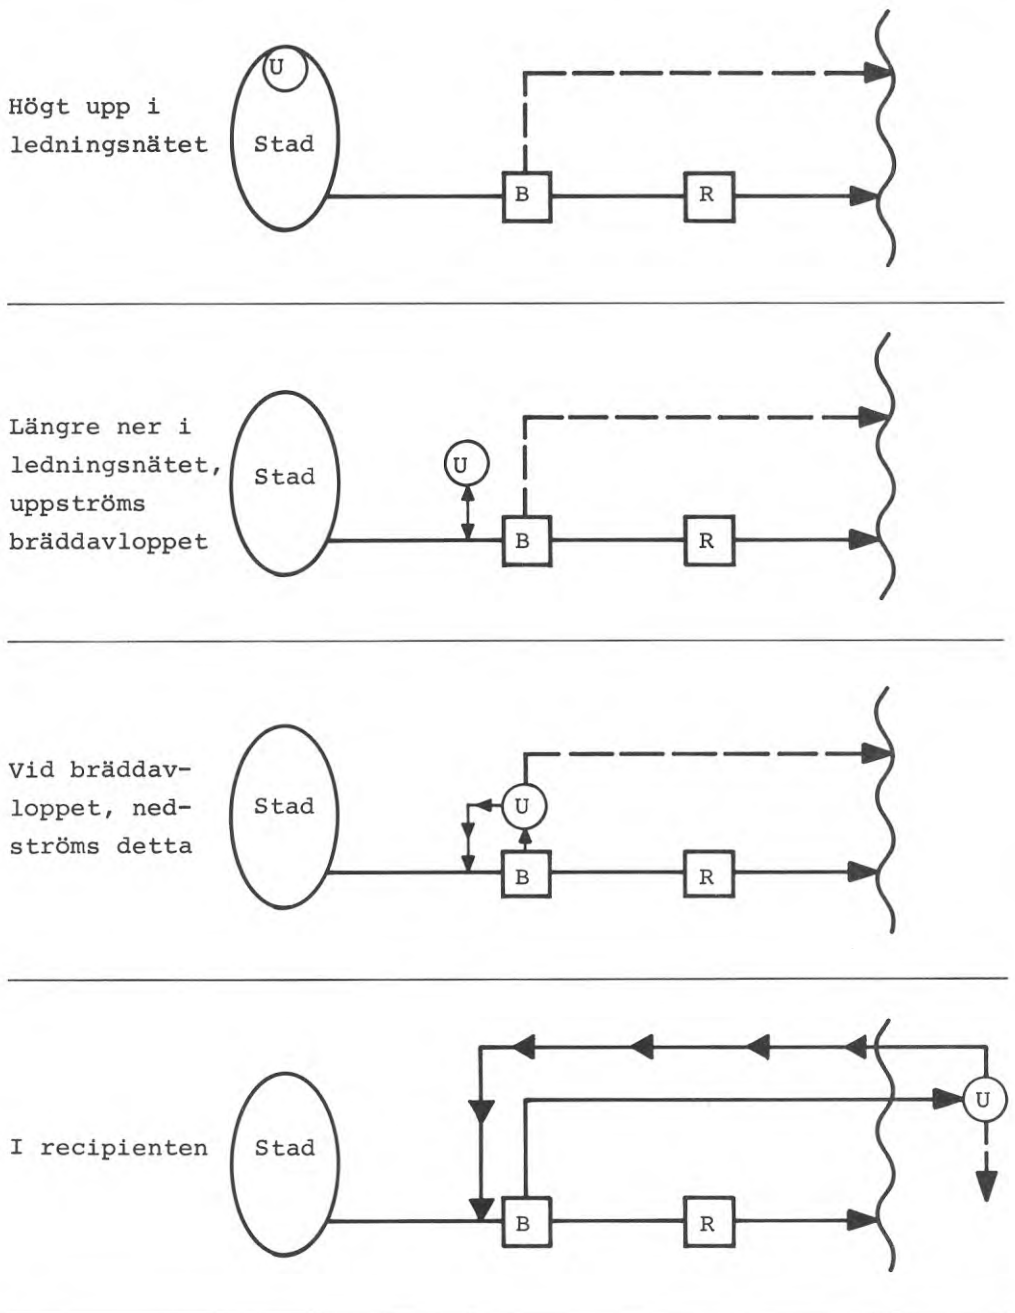 U
Högt upp i
ledningsnätet
Stad
B
R
Längre ner i
ledningsnätet,
uppströms
bräddavloppet
Stad
U
B
R
Vid bräddav-
loppet, ned-
ströms detta
Stad
U
B
R
I recipienten
Stad
U
B
R